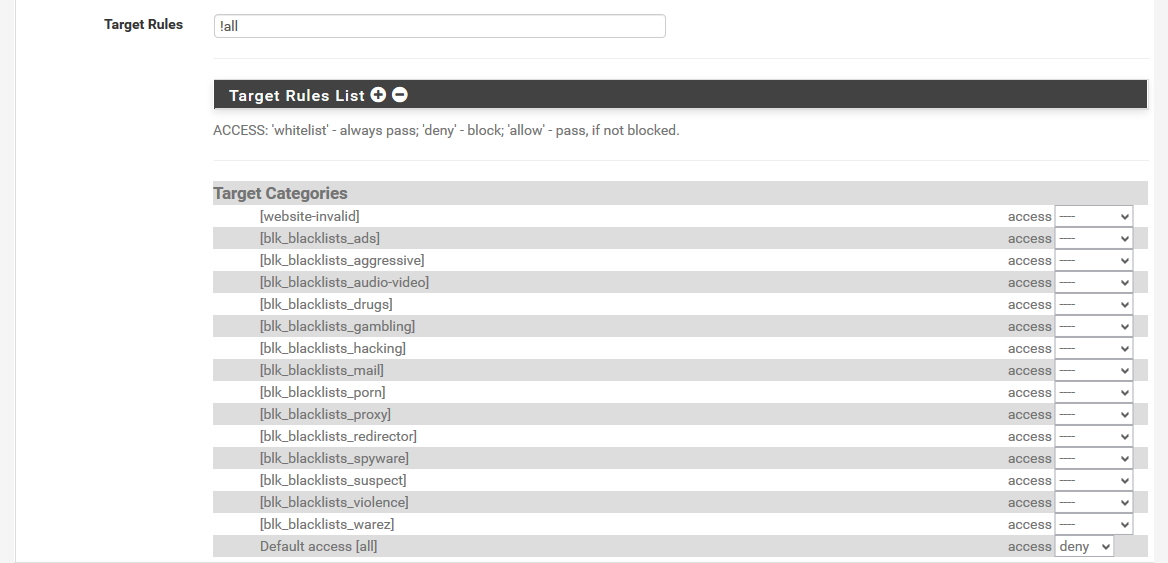 Target Rules !all
Target Rules List
ACCESS: 'whitelist' - always pass; 'deny' - block; 'allow' - pass, if not blocked.
Target Categories
[website-invalid] access ----
[blk_blacklists_ads] access ----
[blk_blacklists_aggressive] access ----
[blk_blacklists_audio-video] access ----
[blk_blacklists_drugs] access ----
[blk_blacklists_gambling] access ----
[blk_blacklists_hacking] access ----
[blk_blacklists_mail] access ----
[blk_blacklists_porn] access ----
[blk_blacklists_proxy] access ----
[blk_blacklists_redirector] access ----
[blk_blacklists_spyware] access ----
[blk_blacklists_suspect] access ----
[blk_blacklists_violence] access ----
[blk_blacklists_warez] access ----
Default access [all] access deny